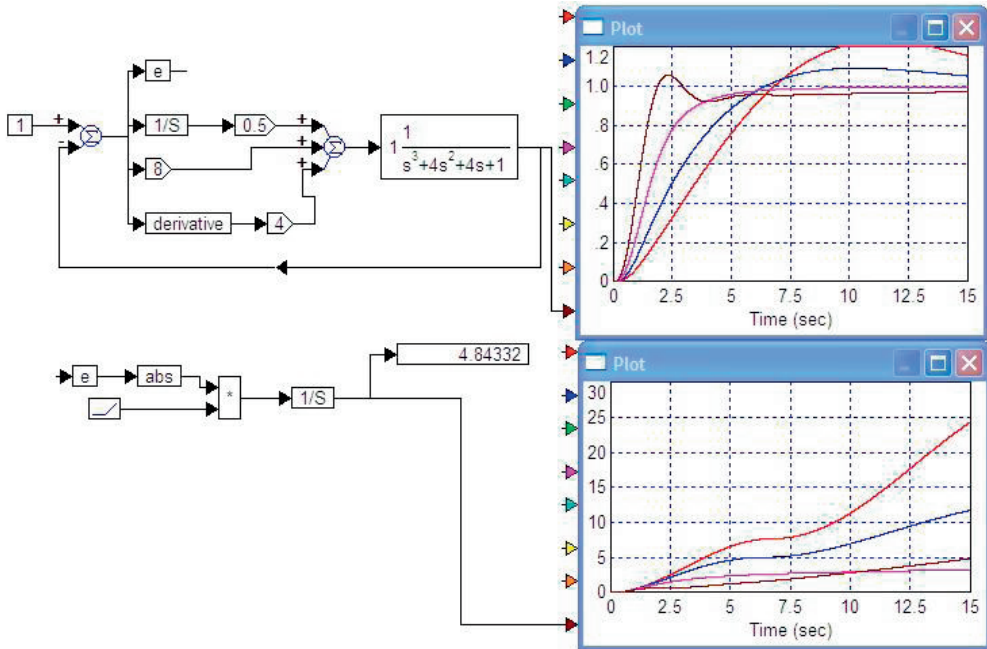 e
1
+
-
Σ
1/S
0.5
8
derivative
4
+
+
+
Σ
1
1
s³+4s²+4s+1
Plot
1.2
1.0
.8
.6
.4
.2
0
0 2.5 5 7.5 10 12.5 15
Time (sec)
e
abs
*
1/S
4.84332
Plot
30
25
20
15
10
5
0
0 2.5 5 7.5 10 12.5 15
Time (sec)